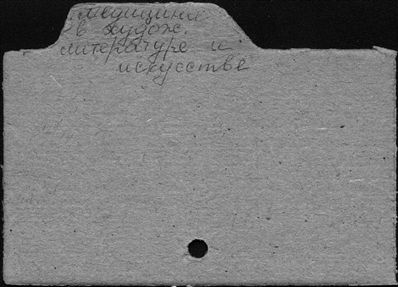 Медицина
в худож.
литературе и
искусстве